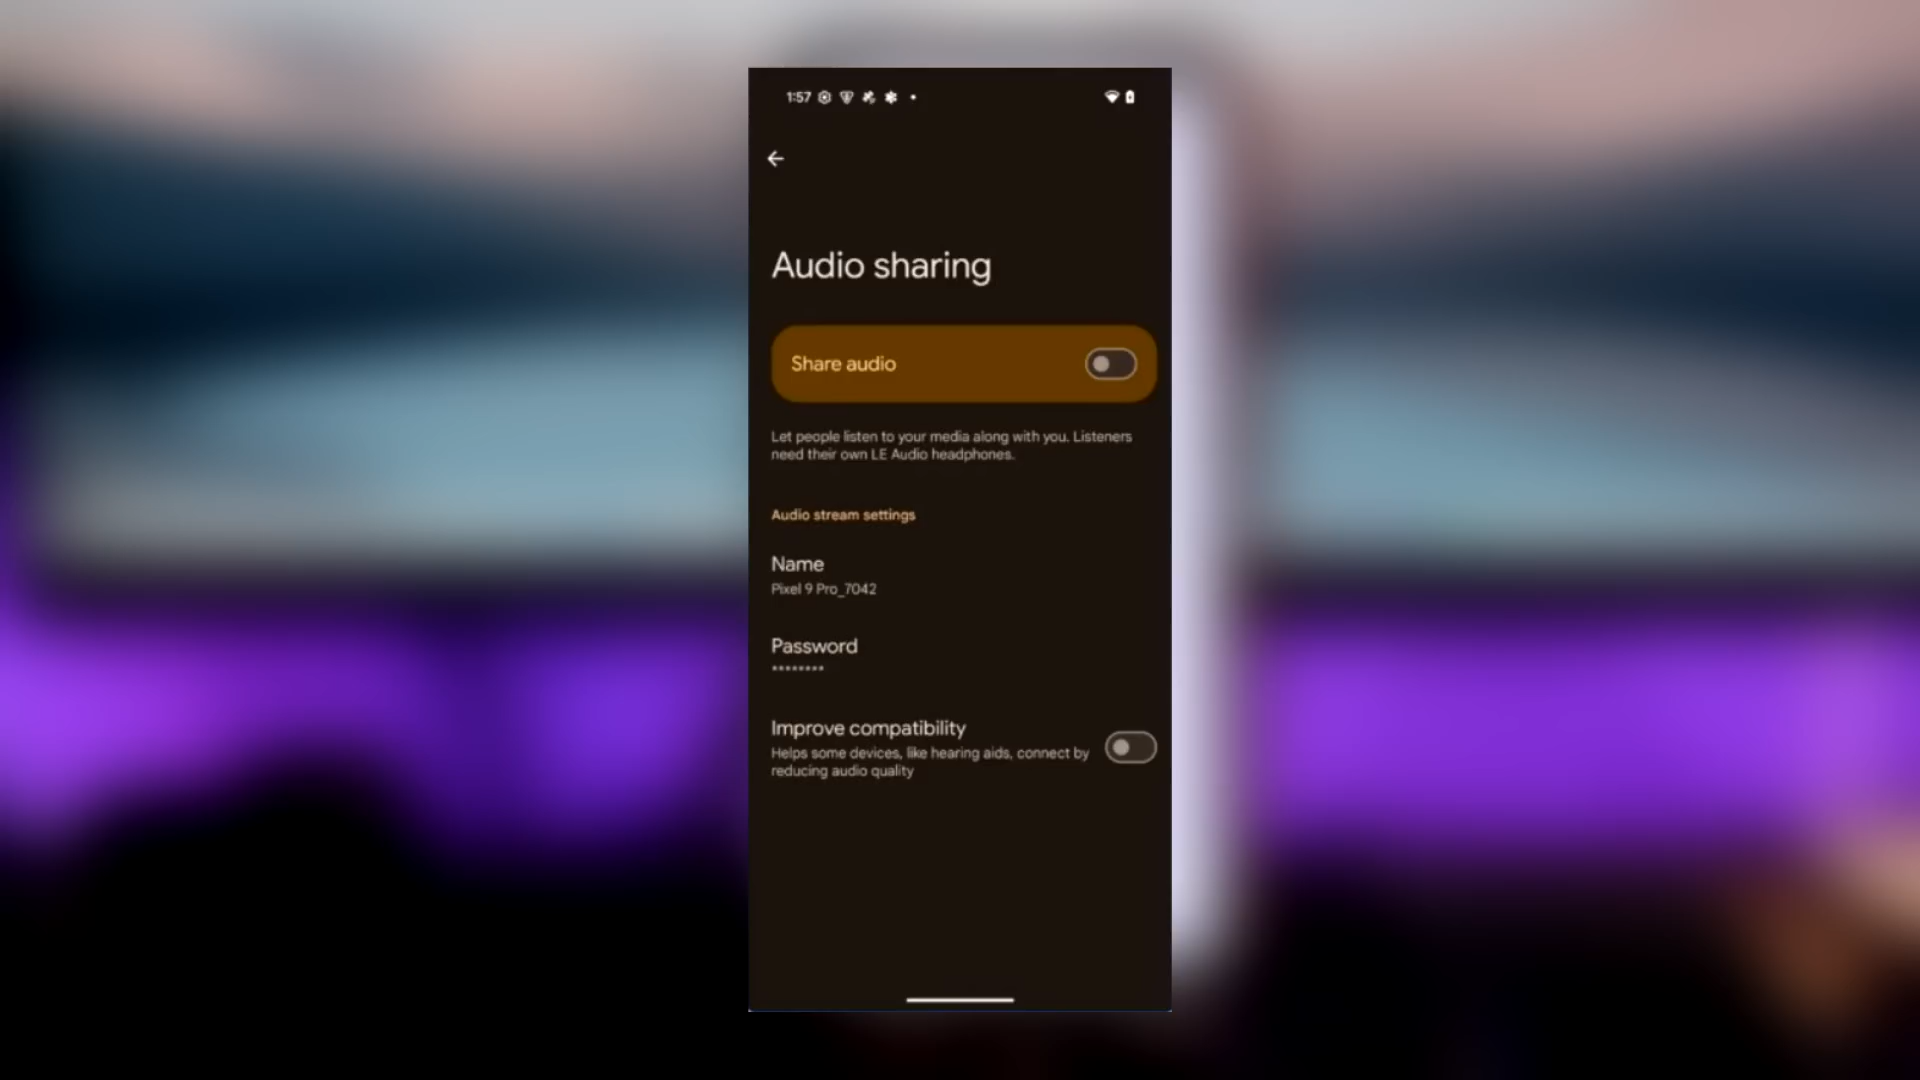 1:57
Audio sharing
Share audio
Let people listen to your media along with you. Listeners
need their own LE Audio headphones.
Audio stream settings
Name
Pixel 9 Pro_7042
Password
********
Improve compatibility
Helps some devices, like hearing aids, connect by
reducing audio quality